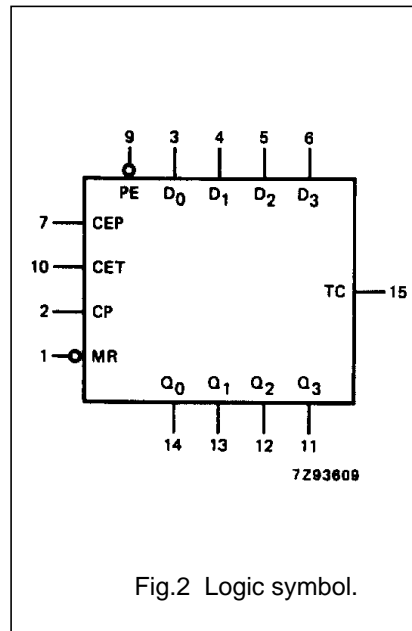 9 3 4 5 6
PE D0 D1 D2 D3
7 CEP
10 CET
TC 15
2 CP
1 MR
Q0 Q1 Q2 Q3
14 13 12 11
7Z93609
Fig.2 Logic symbol.